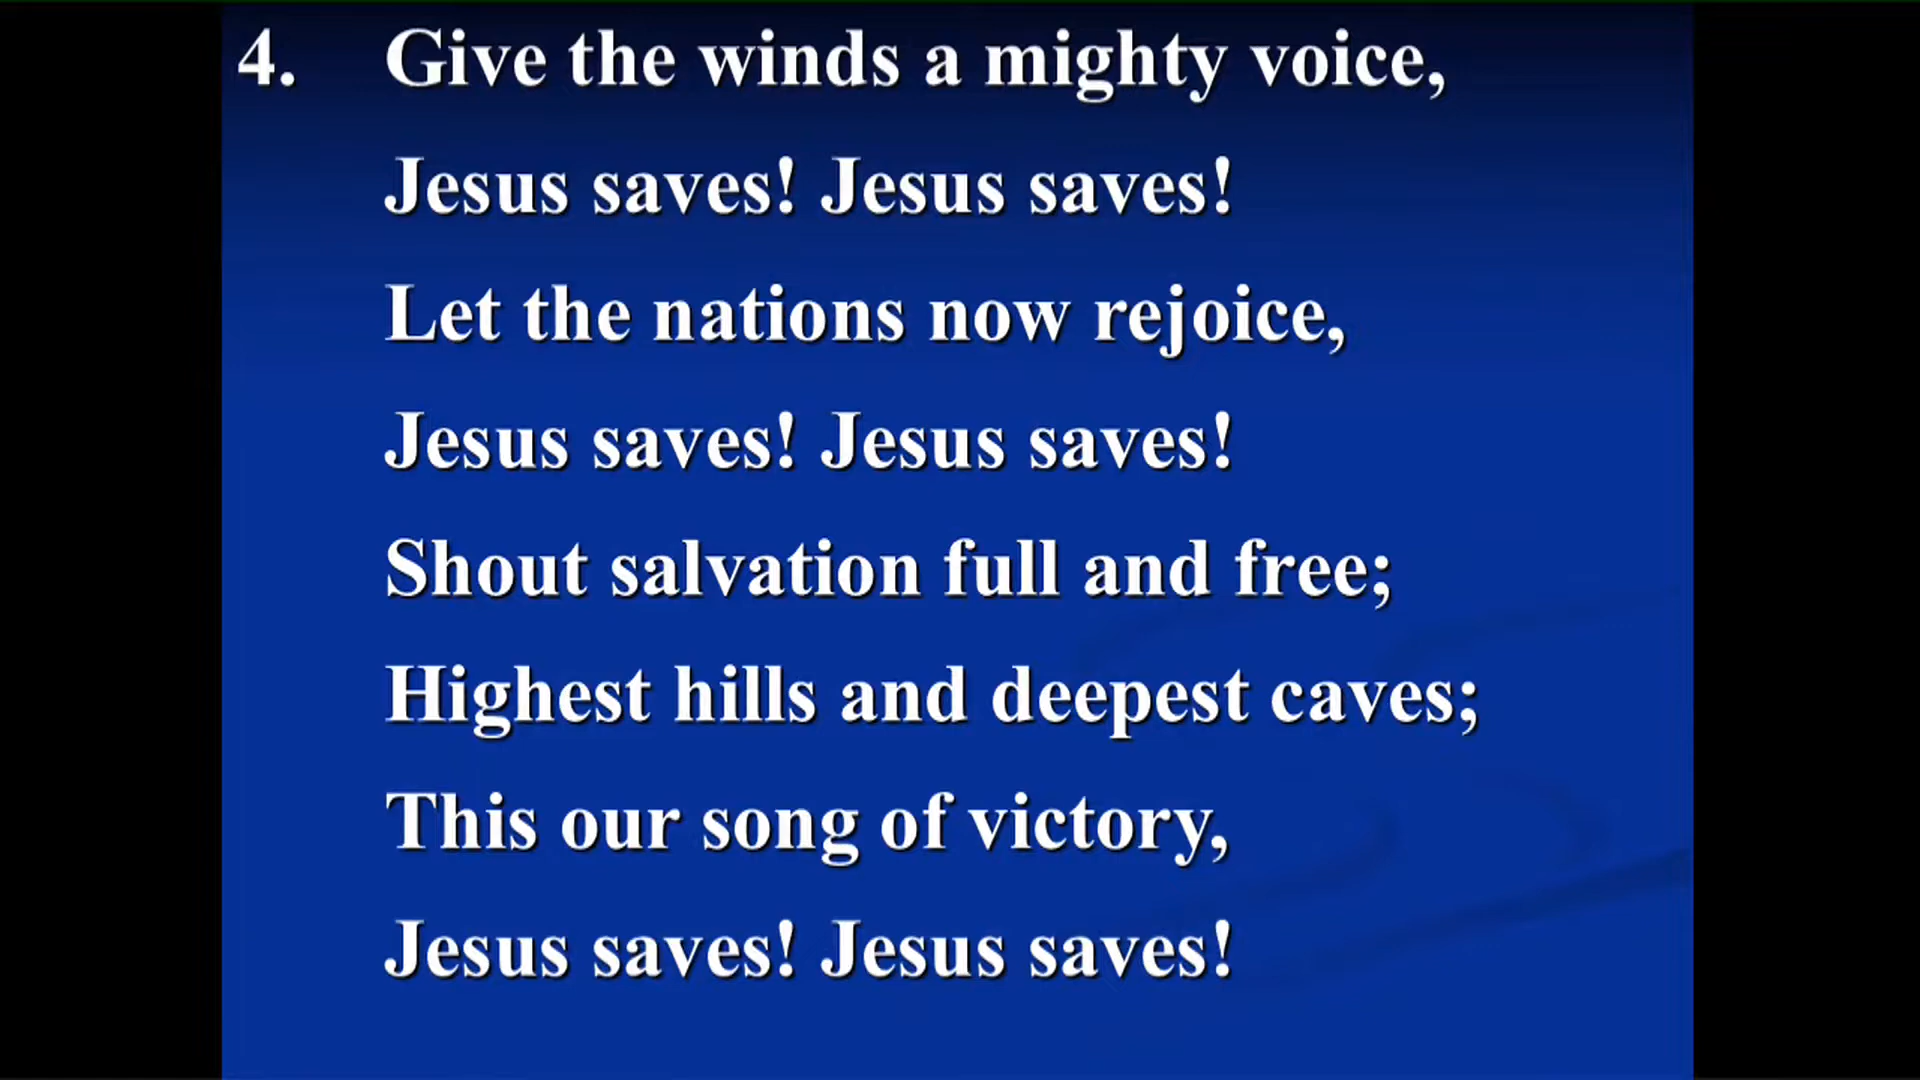 4. Give the winds a mighty voice,
Jesus saves! Jesus saves!
Let the nations now rejoice,
Jesus saves! Jesus saves!
Shout salvation full and free;
Highest hills and deepest caves;
This our song of victory,
Jesus saves! Jesus saves!